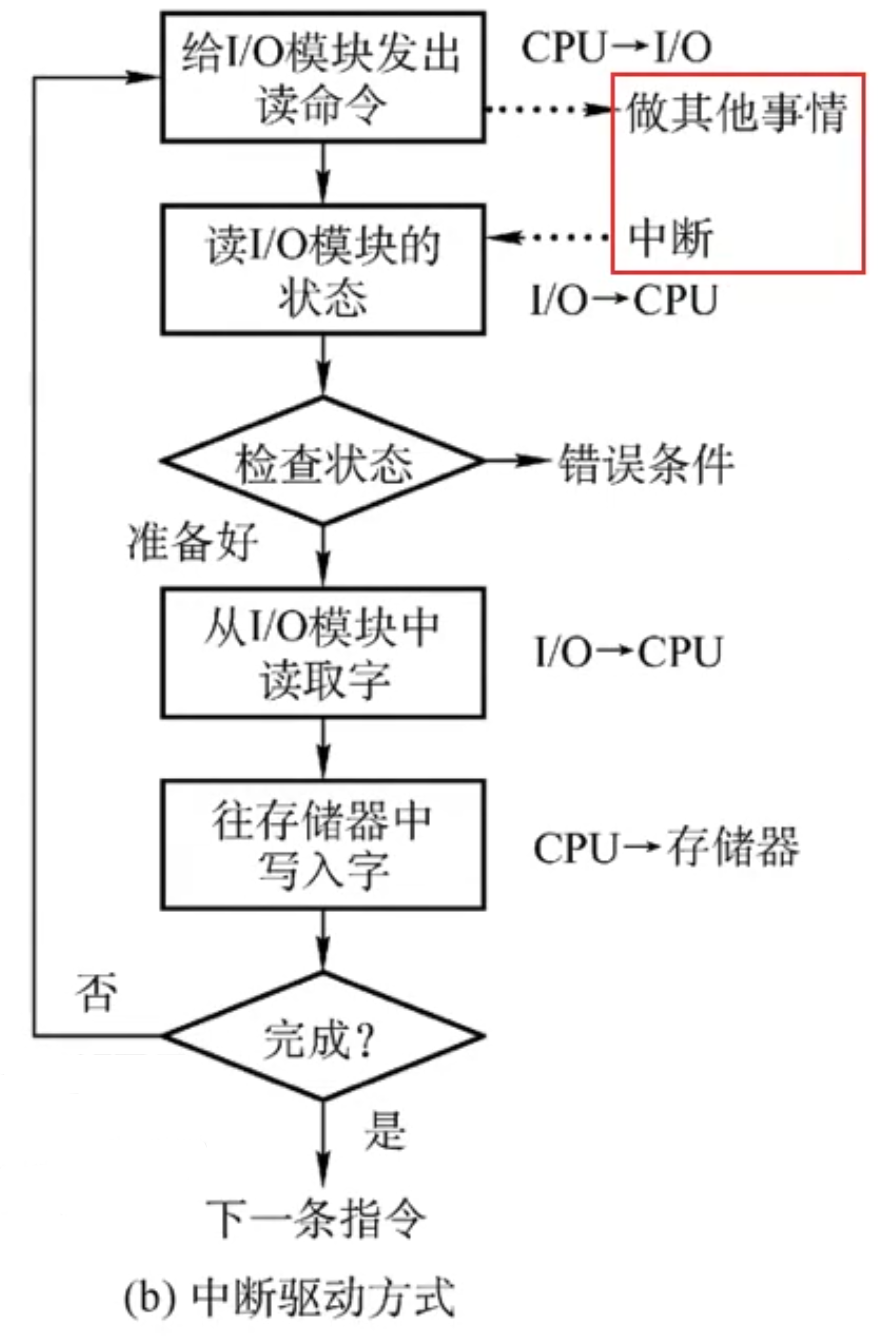 给I/O模块发出
读命令
CPU→I/O
做其他事情
读I/O模块的
状态
中断
I/O→CPU
检查状态
错误条件
准备好
从I/O模块中
读取字
I/O→CPU
往存储器中
写入字
CPU→存储器
否
完成?
是
下一条指令
(b) 中断驱动方式